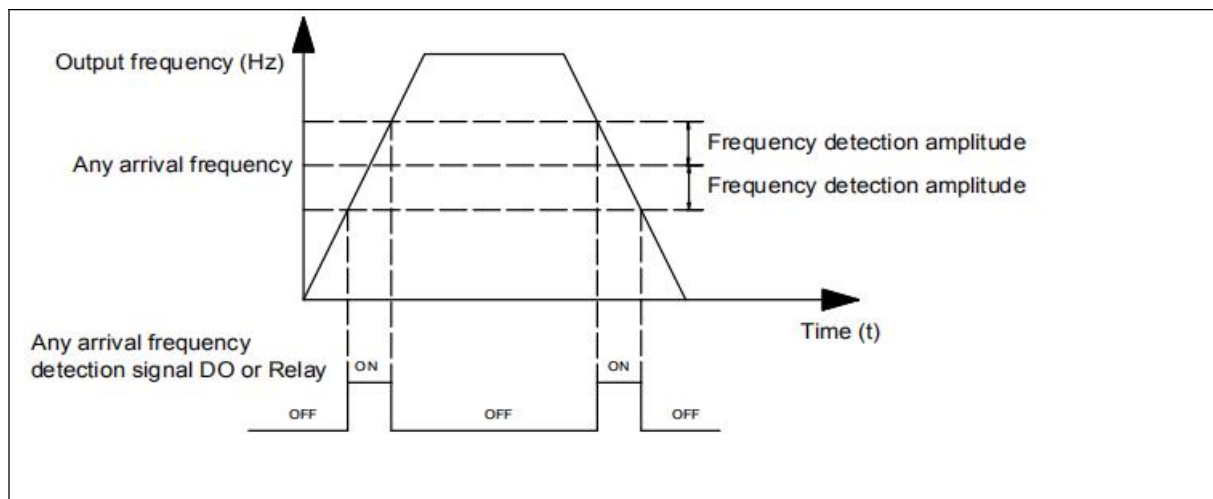 Output frequency (Hz)
Frequency detection amplitude
Any arrival frequency
Frequency detection amplitude
Time (t)
Any arrival frequency
detection signal DO or Relay
ON
ON
OFF
OFF
OFF